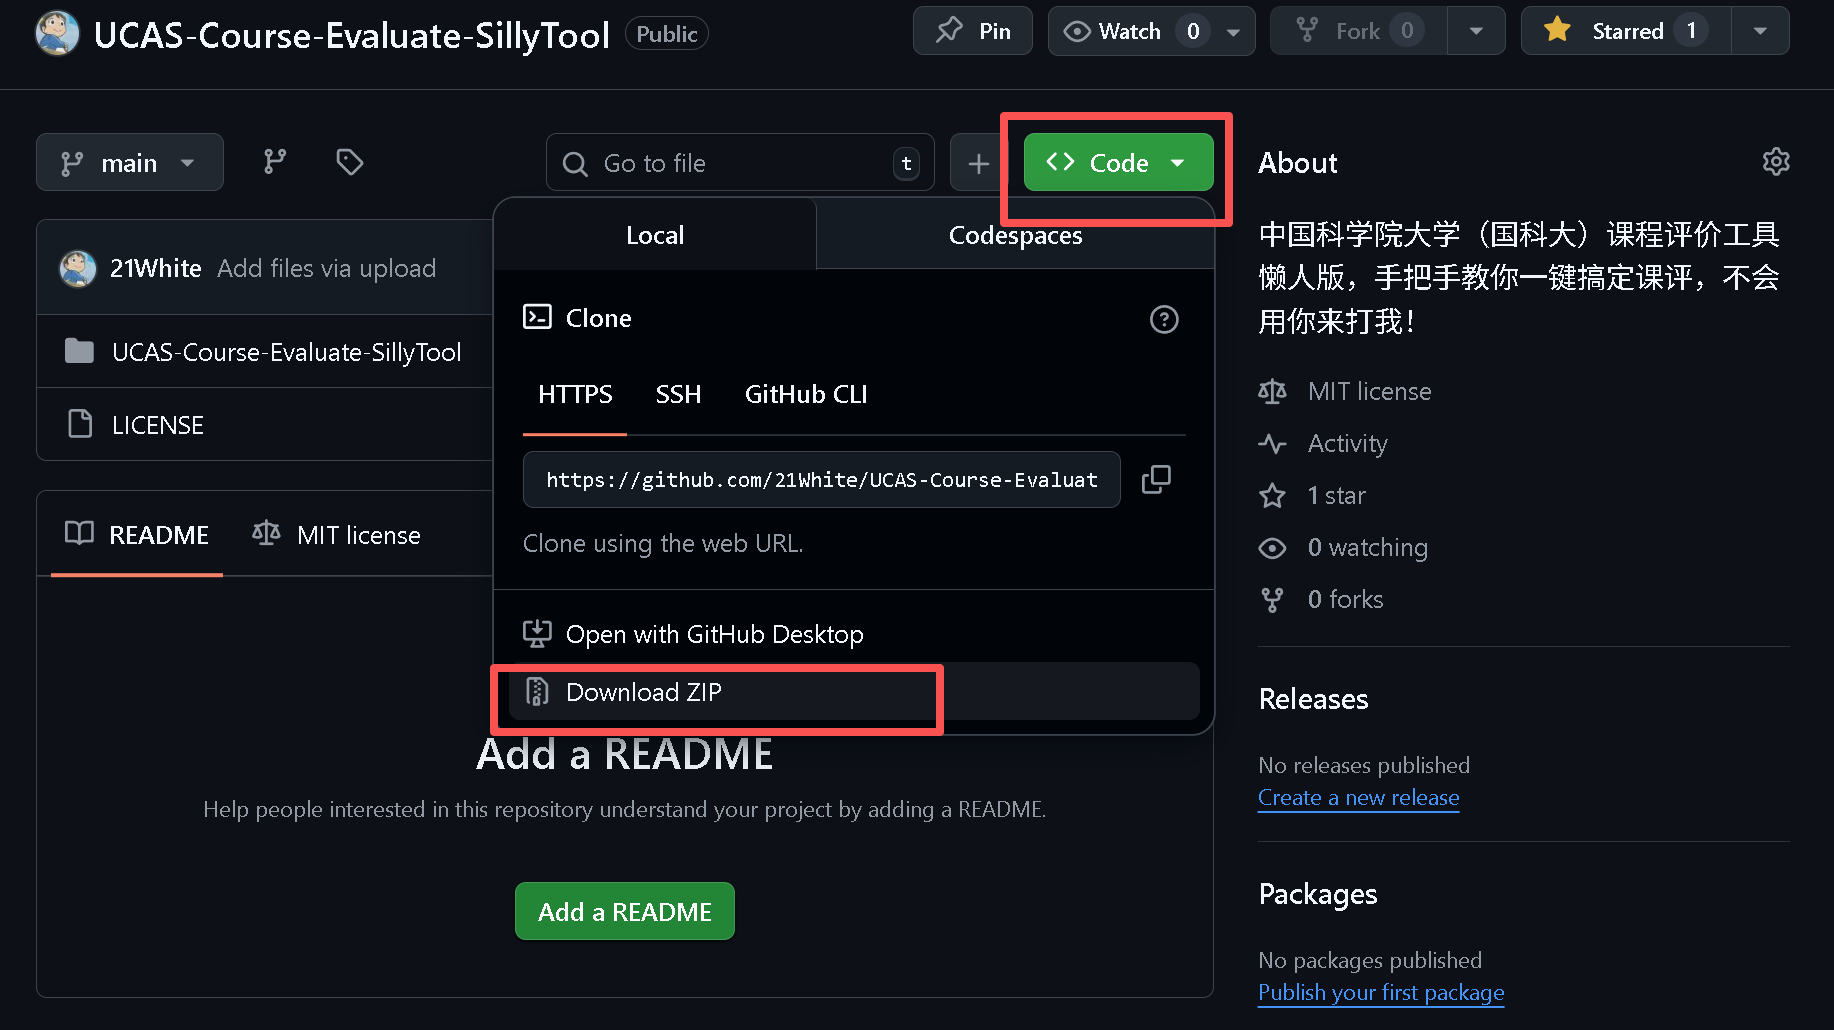 UCAS-Course-Evaluate-SillyTool Public
Pin
Watch 0
Fork 0
Starred 1
main
Go to file t
Code
Local
Codespaces
21White Add files via upload
UCAS-Course-Evaluate-SillyTool
LICENSE
Clone
HTTPS SSH GitHub CLI
https://github.com/21White/UCAS-Course-Evaluat
Clone using the web URL.
Open with GitHub Desktop
Download ZIP
README
MIT license
Add a README
Help people interested in this repository understand your project by adding a README.
Add a README
About
中国科学院大学（国科大）课程评价工具
懒人版，手把手教你一键搞定课评，不会
用你来打我！
MIT license
Activity
1 star
0 watching
0 forks
Releases
No releases published
Create a new release
Packages
No packages published
Publish your first package